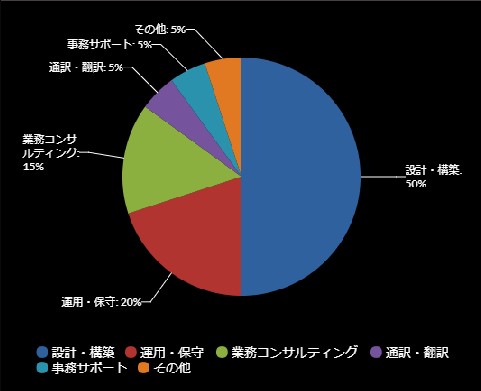 その他: 5%
事務サポート: 5%
通訳・翻訳: 5%
業務コンサ
ルティング:
15%
設計・構築:
50%
運用・保守: 20%
設計・構築 運用・保守 業務コンサルティング 通訳・翻訳
事務サポート その他